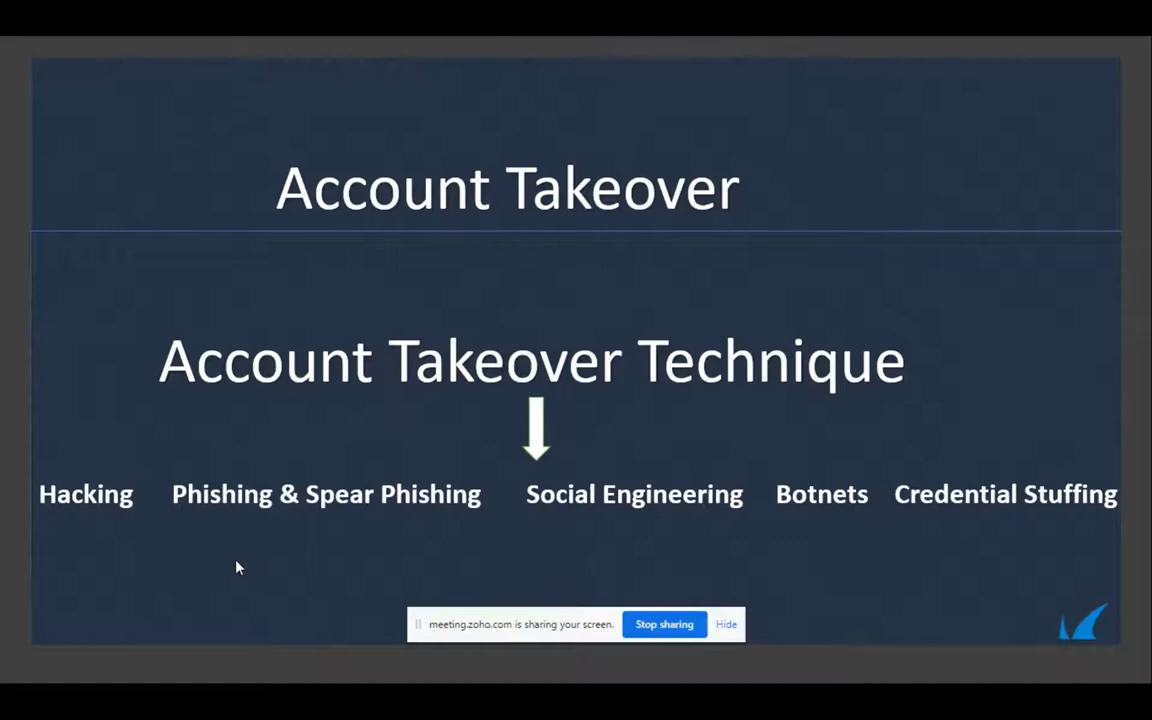 Account Takeover
Account Takeover Technique
Hacking Phishing & Spear Phishing Social Engineering Botnets Credential Stuffing
meeting.zoho.com is sharing your screen. Stop sharing Hide